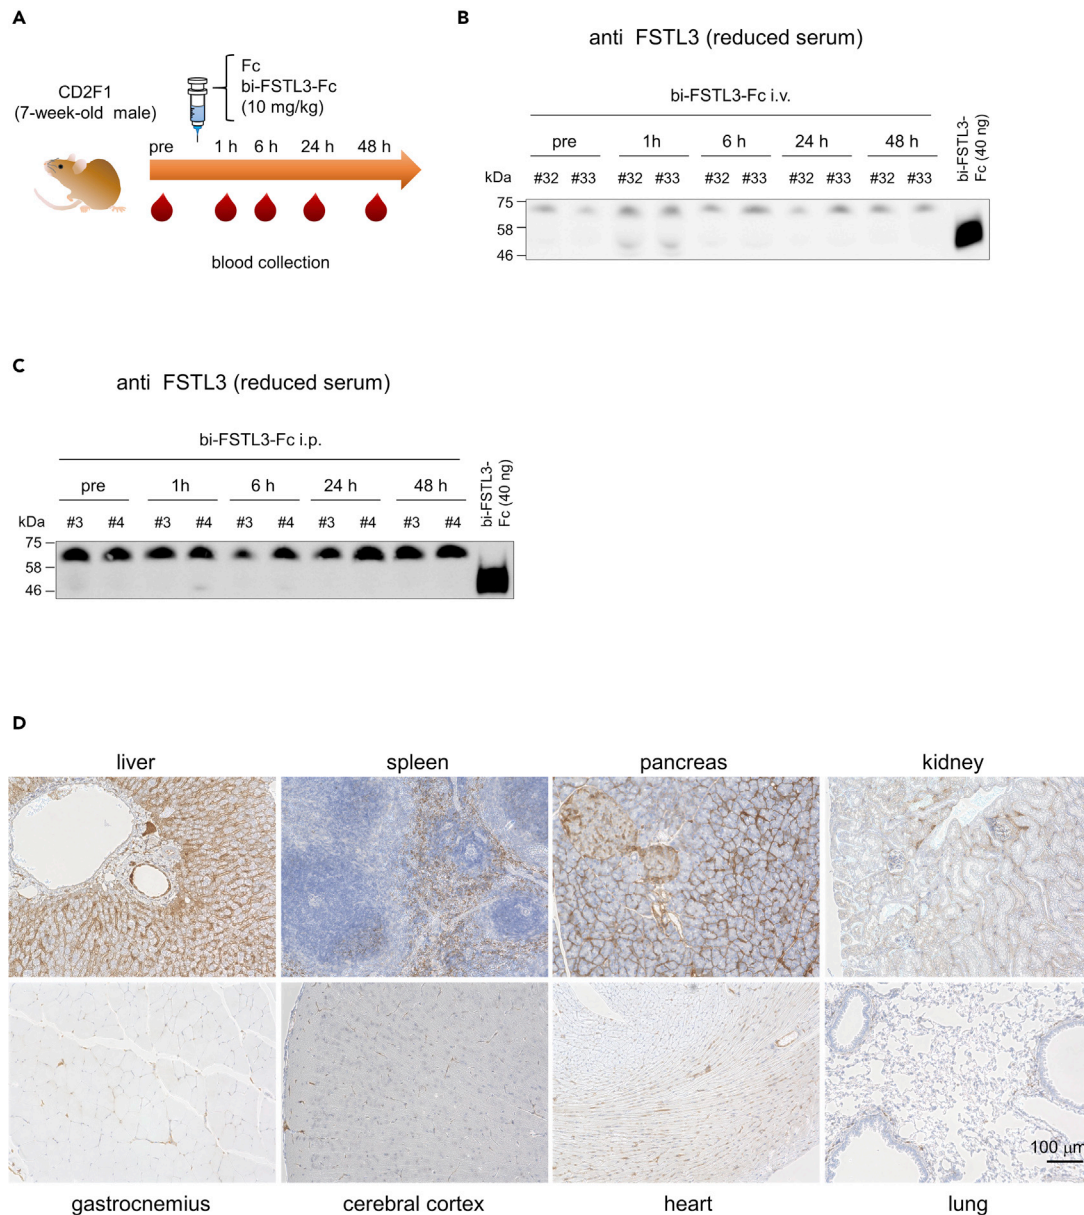 A
CD2F1
(7-week-old male)
Fc
bi-FSTL3-Fc
(10 mg/kg)
pre 1 h 6 h 24 h 48 h
blood collection
B
anti FSTL3 (reduced serum)
bi-FSTL3-Fc i.v.
bi-FSTL3-
Fc (40 ng)
pre 1h 6 h 24 h 48 h
kDa #32 #33 #32 #33 #32 #33 #32 #33 #32 #33
75
58
46
C
anti FSTL3 (reduced serum)
bi-FSTL3-Fc i.p.
bi-FSTL3-
Fc (40 ng)
pre 1h 6 h 24 h 48 h
kDa #3 #4 #3 #4 #3 #4 #3 #4 #3 #4
75
58
46
D
liver spleen pancreas kidney
100 μm
gastrocnemius cerebral cortex heart lung